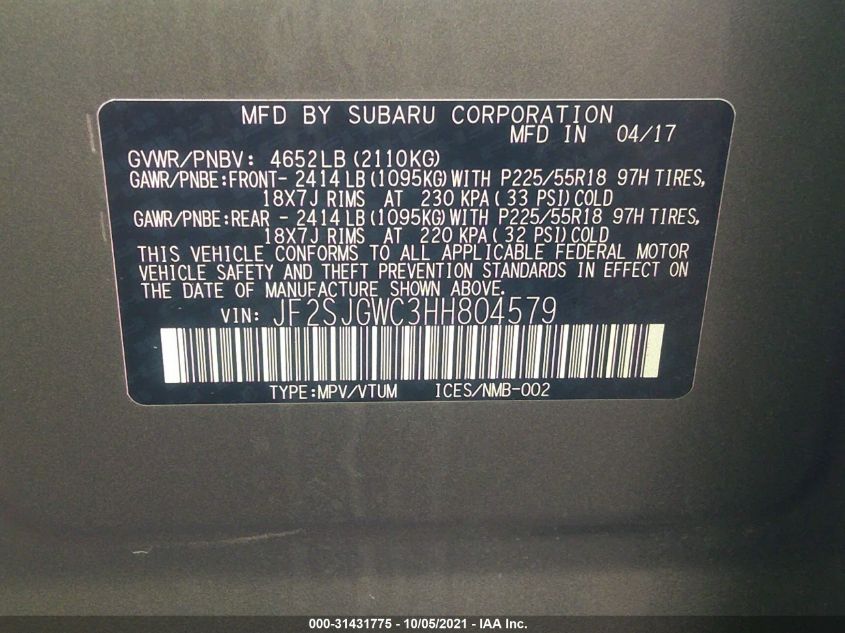 MFD BY SUBARU CORPORATION
MFD IN 04/17
GVWR/PNBV: 4652LB(2110KG)
GAWR/PNBE:FRONT- 2414LB(1095KG)WITH P225/55R18 97H TIRES,
18X7J RIMS AT 230 KPA(33 PSI)COLD
GAWR/PNBE:REAR - 2414LB(1095KG)WITH P225/55R18 97H TIRES,
18X7J RIMS AT 220 KPA(32 PSI)COLD
THIS VEHICLE CONFORMS TO ALL APPLICABLE FEDERAL MOTOR
VEHICLE SAFETY AND THEFT PREVENTION STANDARDS IN EFFECT ON
THE DATE OF MANUFACTURE SHOWN ABOVE.
VIN: JF2SJGWC3HH804579
TYPE:MPV/VTUM ICES/NMB-002
000-31431775 - 10/05/2021 - IAA Inc.